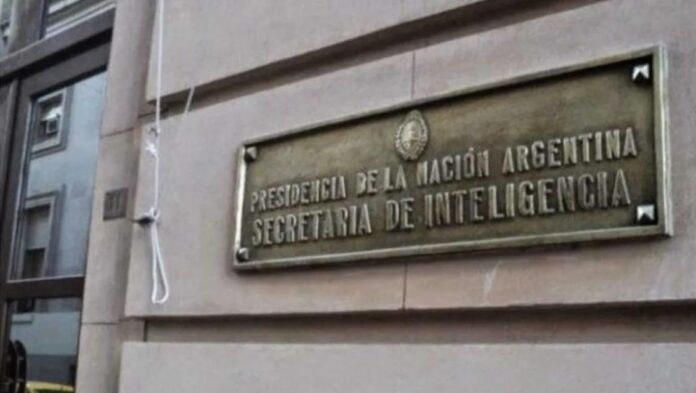 PRESIDENCIA DE LA NACIÓN ARGENTINA
SECRETARIA DE INTELIGENCIA